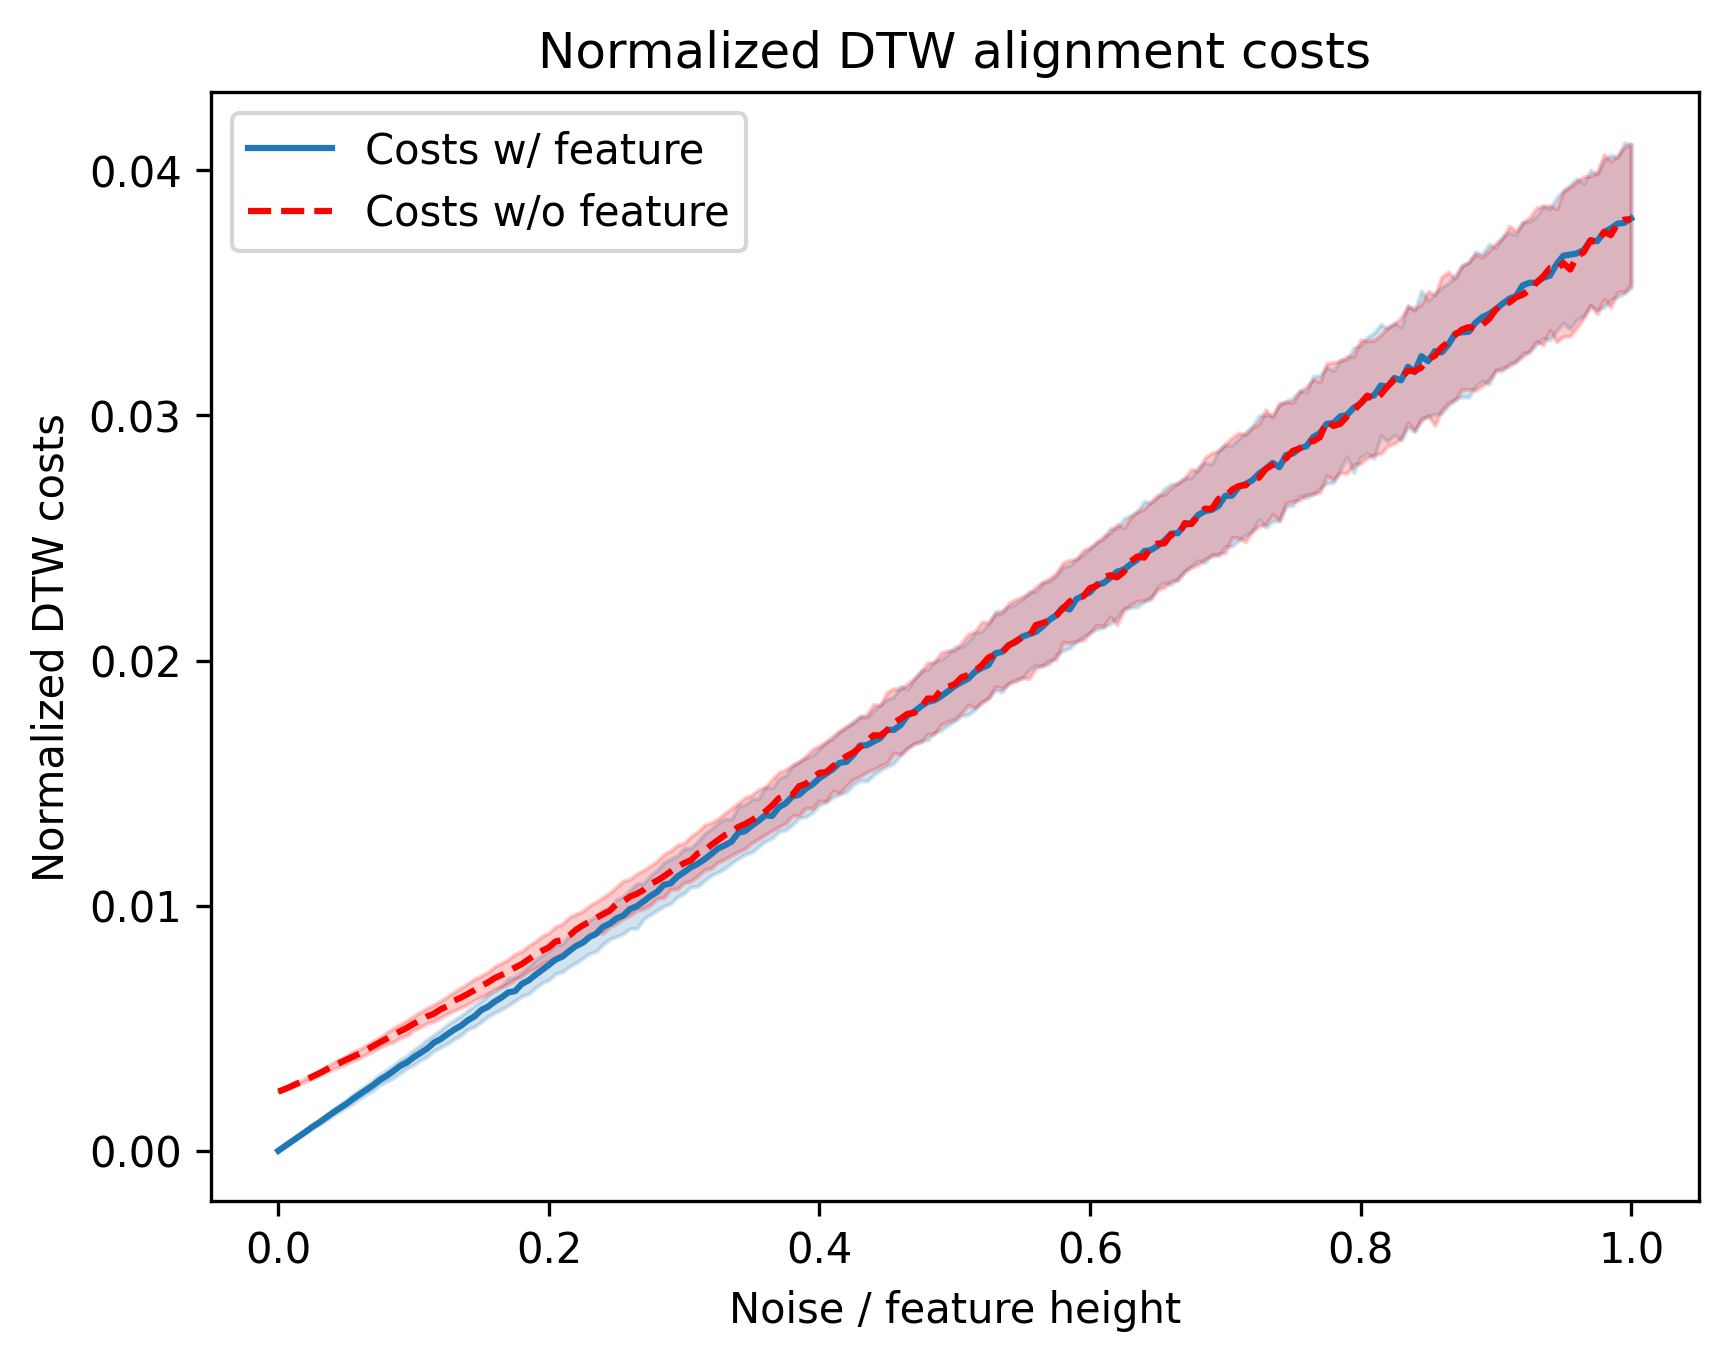 Normalized DTW alignment costs
Costs w/ feature
Costs w/o feature
Normalized DTW costs
0.04
0.03
0.02
0.01
0.00
0.0 0.2 0.4 0.6 0.8 1.0
Noise / feature height